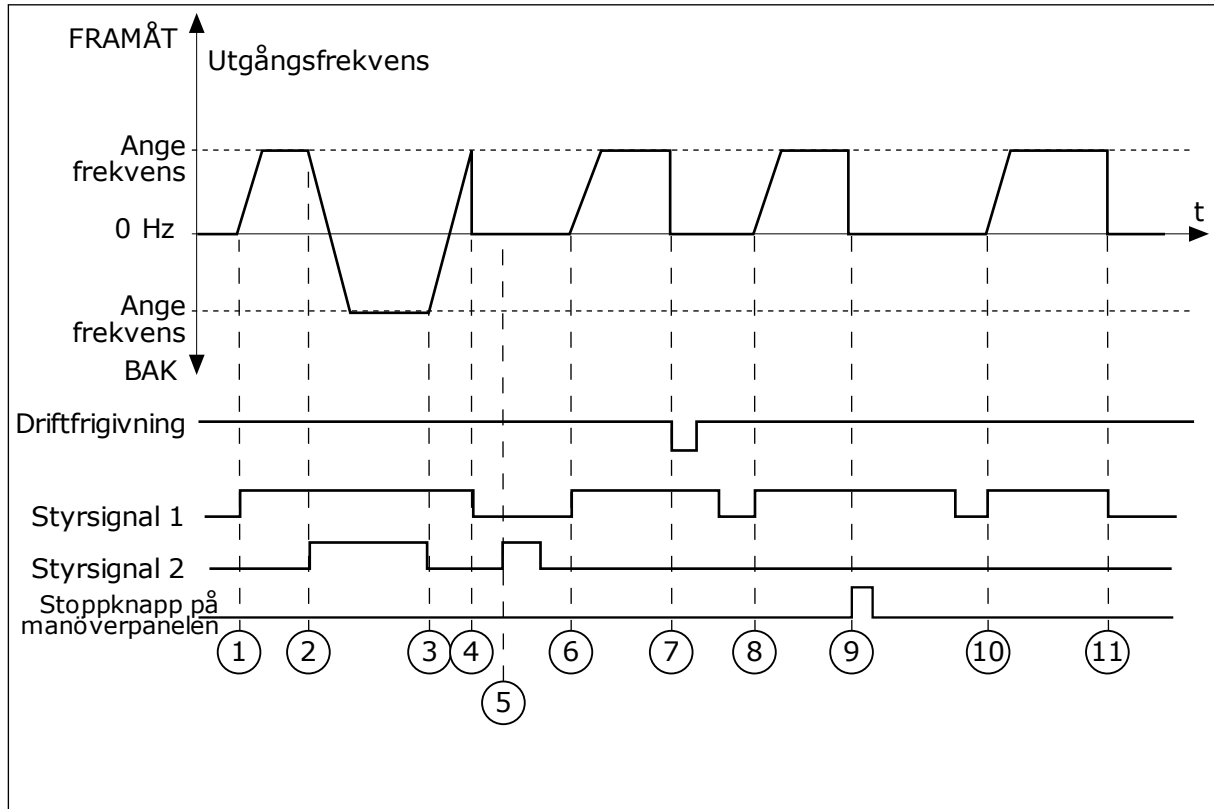 FRAMÅT
Utgångsfrekvens
Ange
frekvens
0 Hz
t
Ange
frekvens
BAK
Driftfrigivning
Styrsignal 1
Styrsignal 2
Stoppknapp på
manöverpanelen
1 2 3 4 6 7 8 9 10 11
5